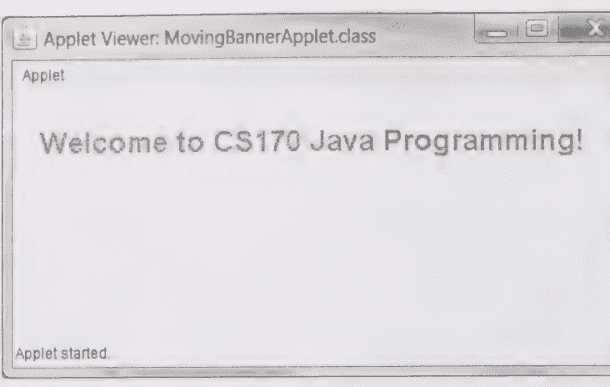 Applet Viewer: MovingBannerApplet.class
Applet
Welcome to CS170 Java Programming!
Applet started.